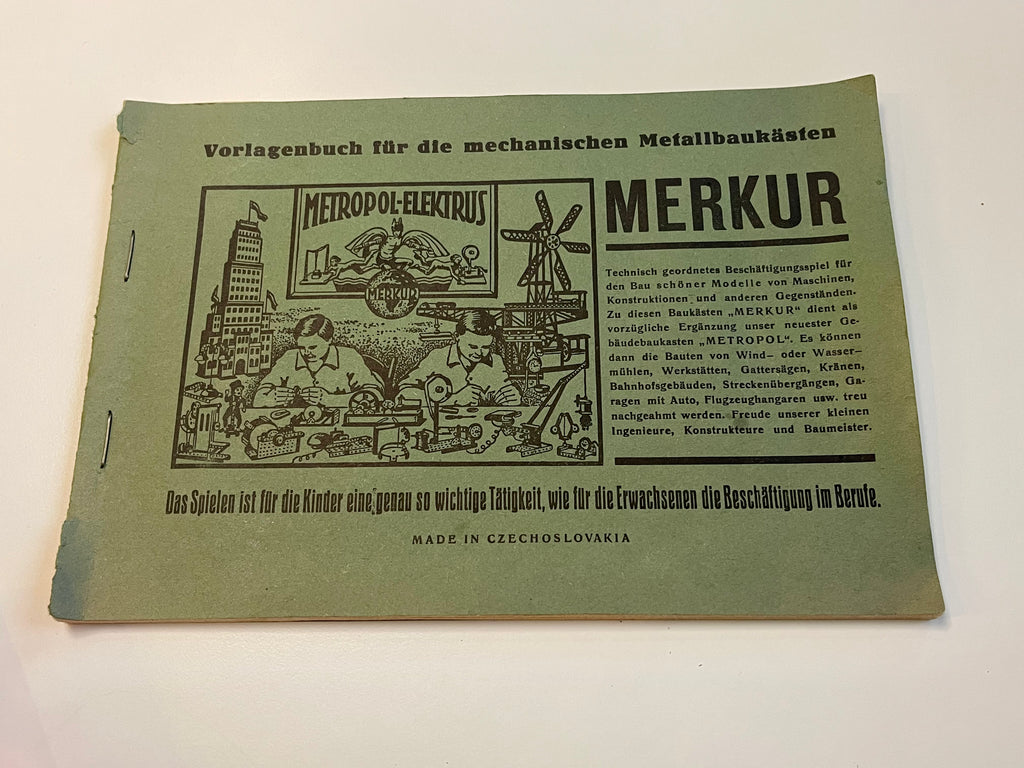 Vorlagenbuch für die mechanischen Metallbaukästen
METROPOL-ELEKTRUS
MERKUR
MERKUR
Technisch geordnetes Beschäftigungsspiel für
den Bau schöner Modelle von Maschinen,
Konstruktionen und anderen Gegenständen.
Zu diesen Baukästen „MERKUR" dient als
vorzügliche Ergänzung unser neuester Ge-
bäudebaukasten „METROPOL". Es können
dann die Bauten von Wind- oder Wasser-
mühlen, Werkstätten, Gattersägen, Kränen,
Bahnhofsgebäuden, Streckenübergängen, Ga-
ragen mit Auto, Flugzeughangaren usw. treu
nachgeahmt werden. Freude unserer kleinen
Ingenieure, Konstrukteure und Baumeister.
Das Spielen ist für die Kinder eine genau so wichtige Tätigkeit, wie für die Erwachsenen die Beschäftigung im Berufe.
MADE IN CZECHOSLOVAKIA